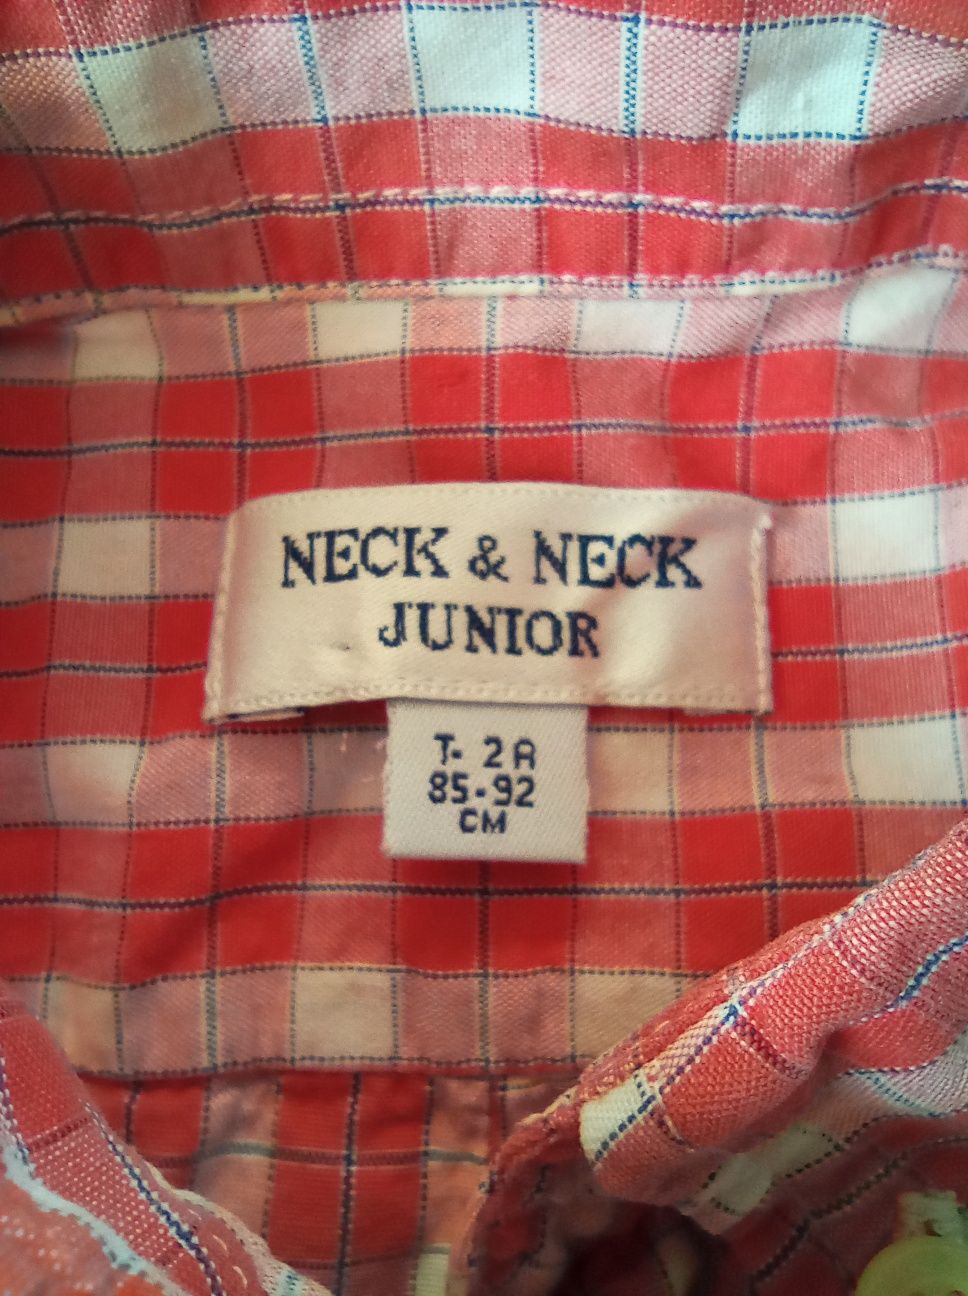 NECK & NECK
JUNIOR
T- 2A
85-92
CM